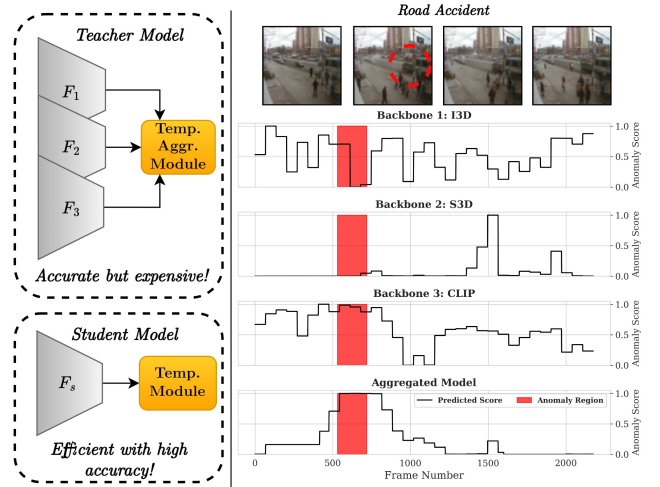 Teacher Model
F1
F2
F3
Temp.
Aggr.
Module
Accurate but expensive!
Student Model
Fs
Temp.
Module
Efficient with high
accuracy!
Road Accident
Backbone 1: I3D
1.0
0.5
0.0
Anomaly Score
Backbone 2: S3D
1.0
0.5
0.0
Anomaly Score
Backbone 3: CLIP
1.0
0.5
0.0
Anomaly Score
Aggregated Model
Predicted Score
Anomaly Region
1.0
0.5
0.0
Anomaly Score
0 500 1000 1500 2000
Frame Number